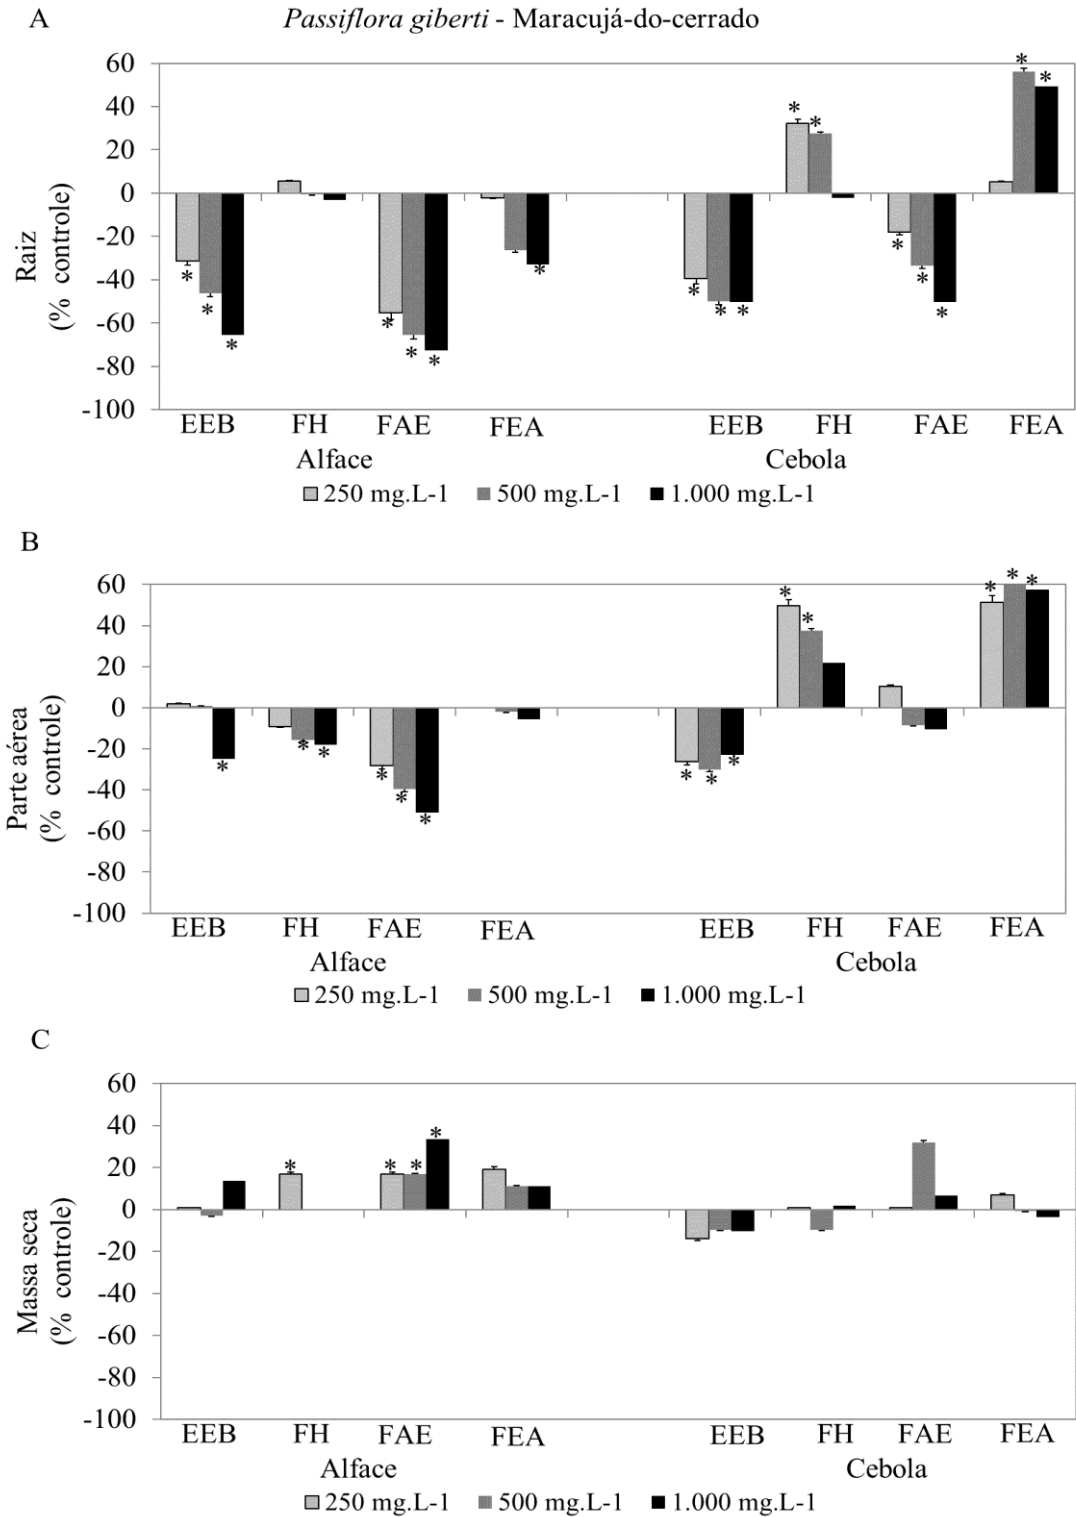 A
Passiflora giberti - Maracujá-do-cerrado
Raiz
(% controle)
60
40
20
0
-20
-40
-60
-80
-100
* * * * * * * * * * * * * * * *
EEB FH FAE FEA EEB FH FAE FEA
Alface Cebola
250 mg.L-1 500 mg.L-1 1.000 mg.L-1
B
Parte aérea
(% controle)
60
40
20
0
-20
-40
-60
-80
-100
* * * * * * * * * * * * * *
EEB FH FAE FEA EEB FH FAE FEA
Alface Cebola
250 mg.L-1 500 mg.L-1 1.000 mg.L-1
C
Massa seca
(% controle)
60
40
20
0
-20
-40
-60
-80
-100
* * * *
EEB FH FAE FEA EEB FH FAE FEA
Alface Cebola
250 mg.L-1 500 mg.L-1 1.000 mg.L-1